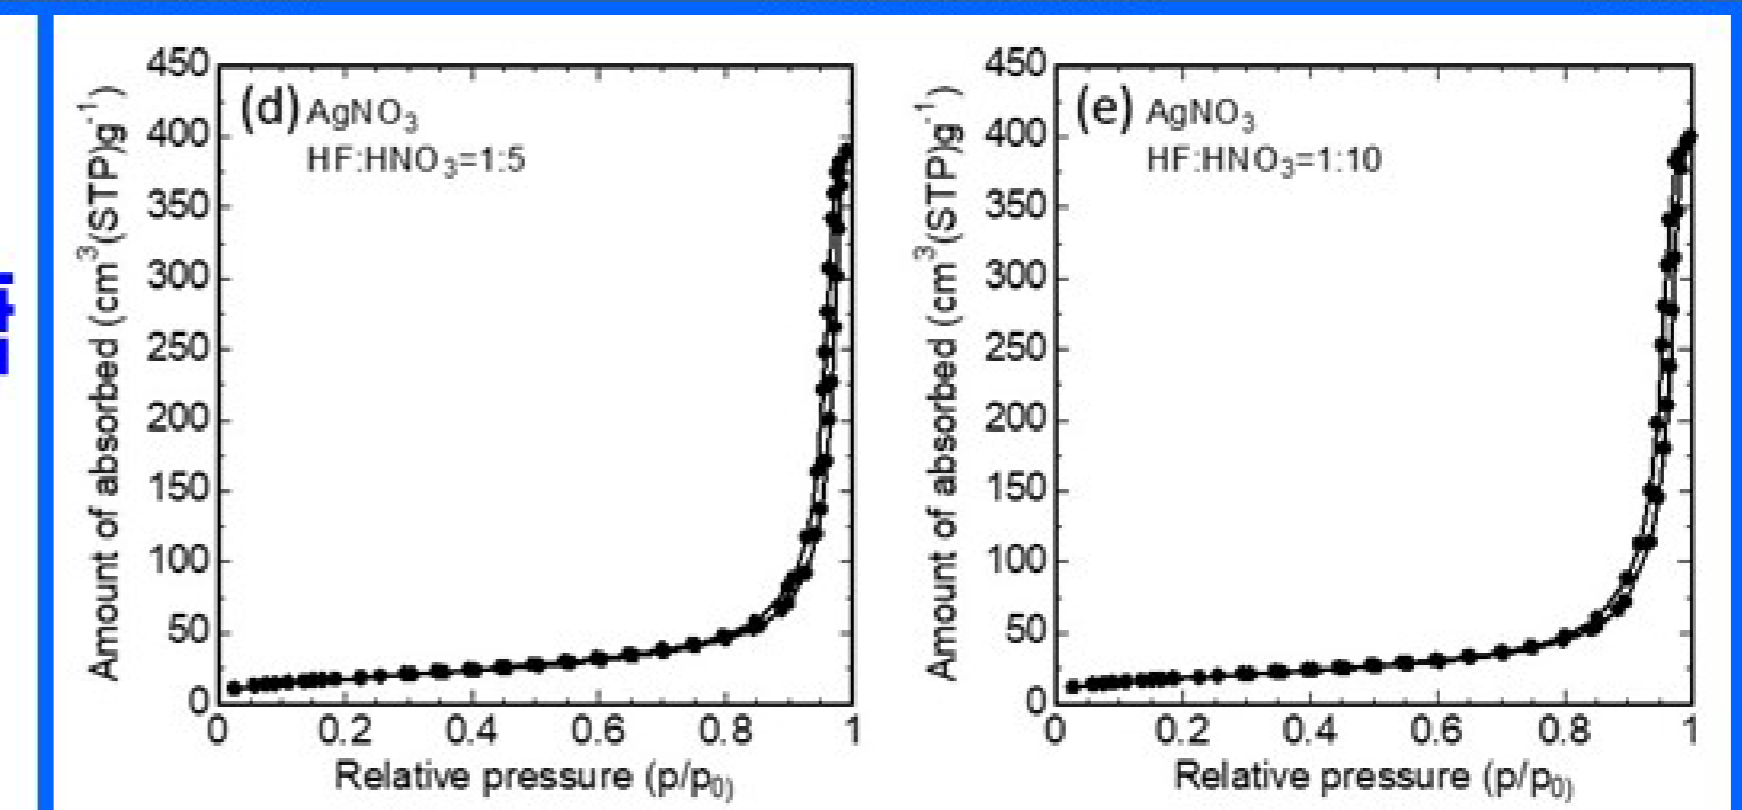 (d) AgNO3
HF:HNO3=1:5
450
400
350
300
250
200
150
100
50
0
Amount of absorbed (cm3(STP)g-1)
0 0.2 0.4 0.6 0.8 1
Relative pressure (p/p0)
(e) AgNO3
HF:HNO3=1:10
450
400
350
300
250
200
150
100
50
0
Amount of absorbed (cm3(STP)g-1)
0 0.2 0.4 0.6 0.8 1
Relative pressure (p/p0)